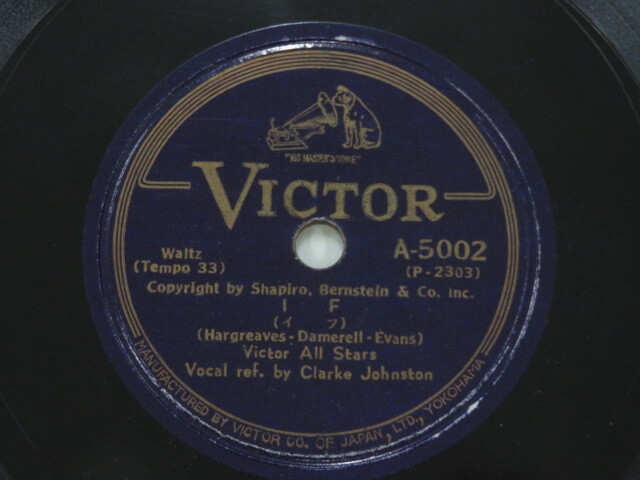 "HIS MASTER'S VOICE"
VICTOR
Waltz
(Tempo 33)
A-5002
(P-2303)
Copyright by Shapiro, Bernstein & Co. Inc.
I F
(イ フ)
(Hargreaves-Damerell-Evans)
Victor All Stars
Vocal ref. by Clarke Johnston
MANUFACTURED BY VICTOR CO. OF JAPAN, LTD., YOKOHAMA